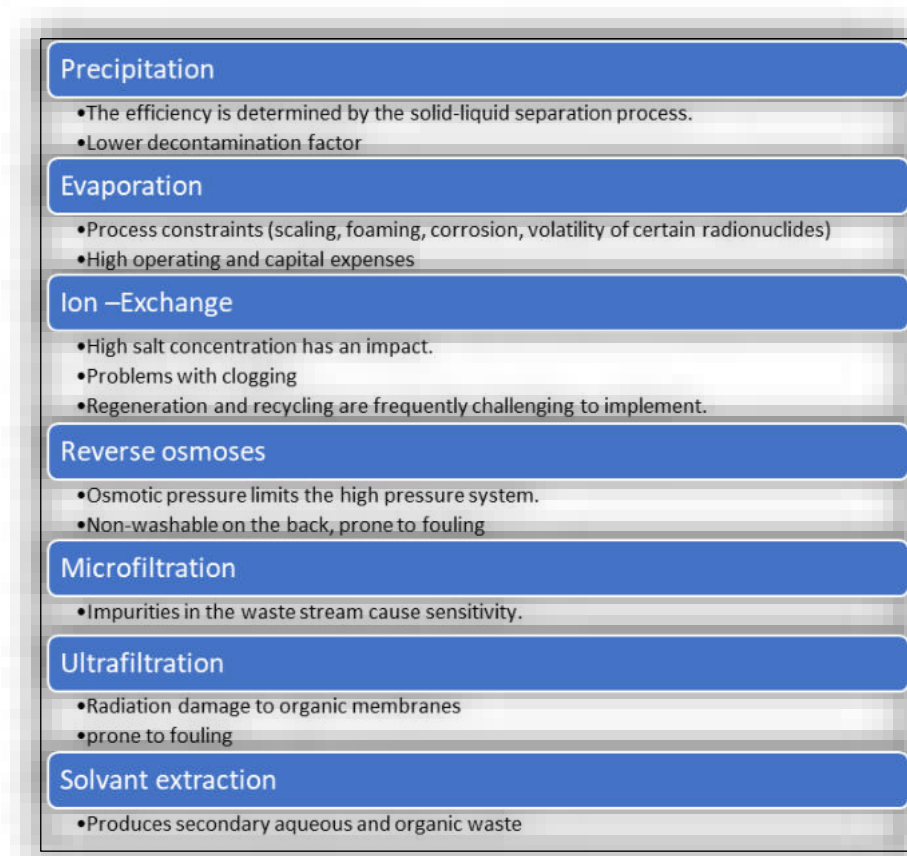 Precipitation
•The efficiency is determined by the solid-liquid separation process.
•Lower decontamination factor
Evaporation
•Process constraints (scaling, foaming, corrosion, volatility of certain radionuclides)
•High operating and capital expenses
Ion –Exchange
•High salt concentration has an impact.
•Problems with clogging
•Regeneration and recycling are frequently challenging to implement.
Reverse osmoses
•Osmotic pressure limits the high pressure system.
•Non-washable on the back, prone to fouling
Microfiltration
•Impurities in the waste stream cause sensitivity.
Ultrafiltration
•Radiation damage to organic membranes
•prone to fouling
Solvant extraction
•Produces secondary aqueous and organic waste